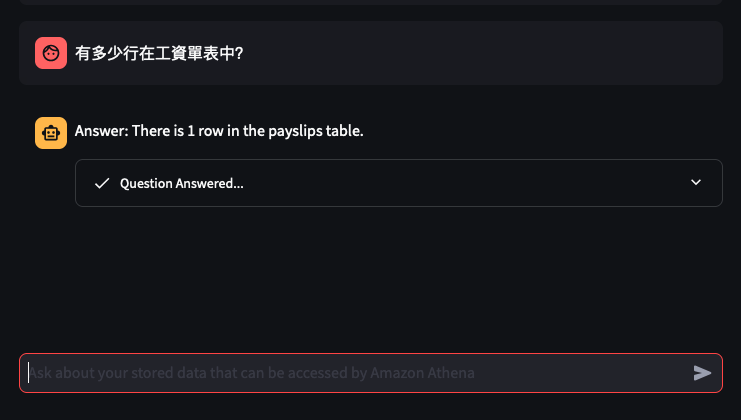 有多少行在工資單表中?
Answer: There is 1 row in the payslips table.
Question Answered...
Ask about your stored data that can be accessed by Amazon Athena